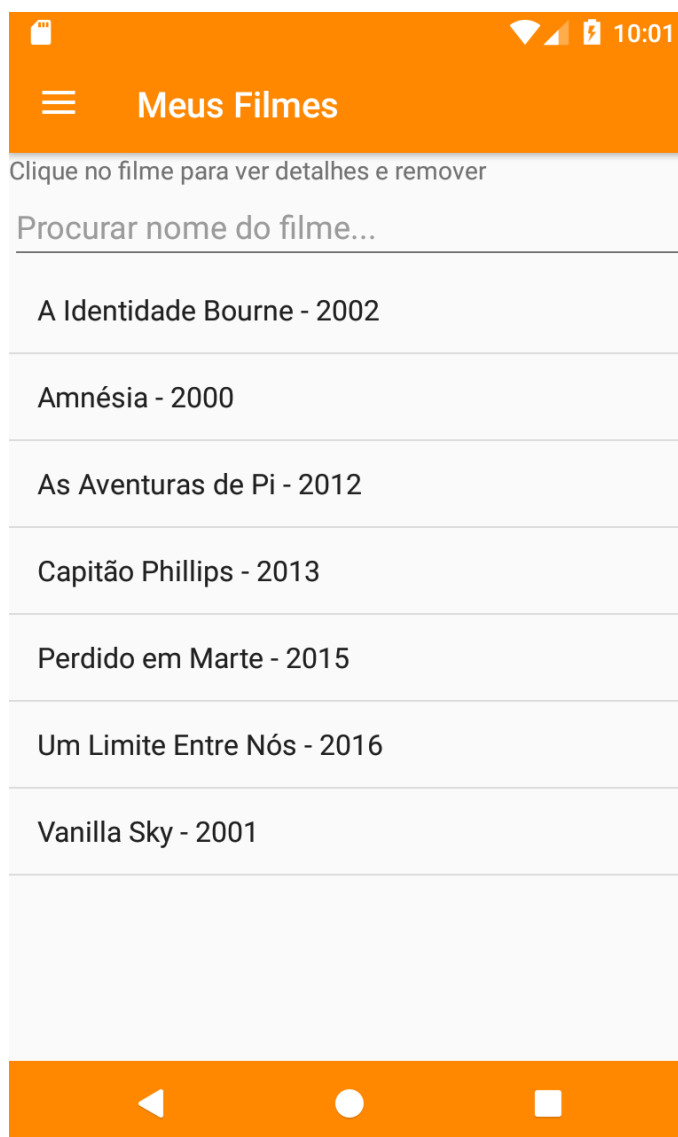 10:01
Meus Filmes
Clique no filme para ver detalhes e remover
Procurar nome do filme...
A Identidade Bourne - 2002
Amnésia - 2000
As Aventuras de Pi - 2012
Capitão Phillips - 2013
Perdido em Marte - 2015
Um Limite Entre Nós - 2016
Vanilla Sky - 2001